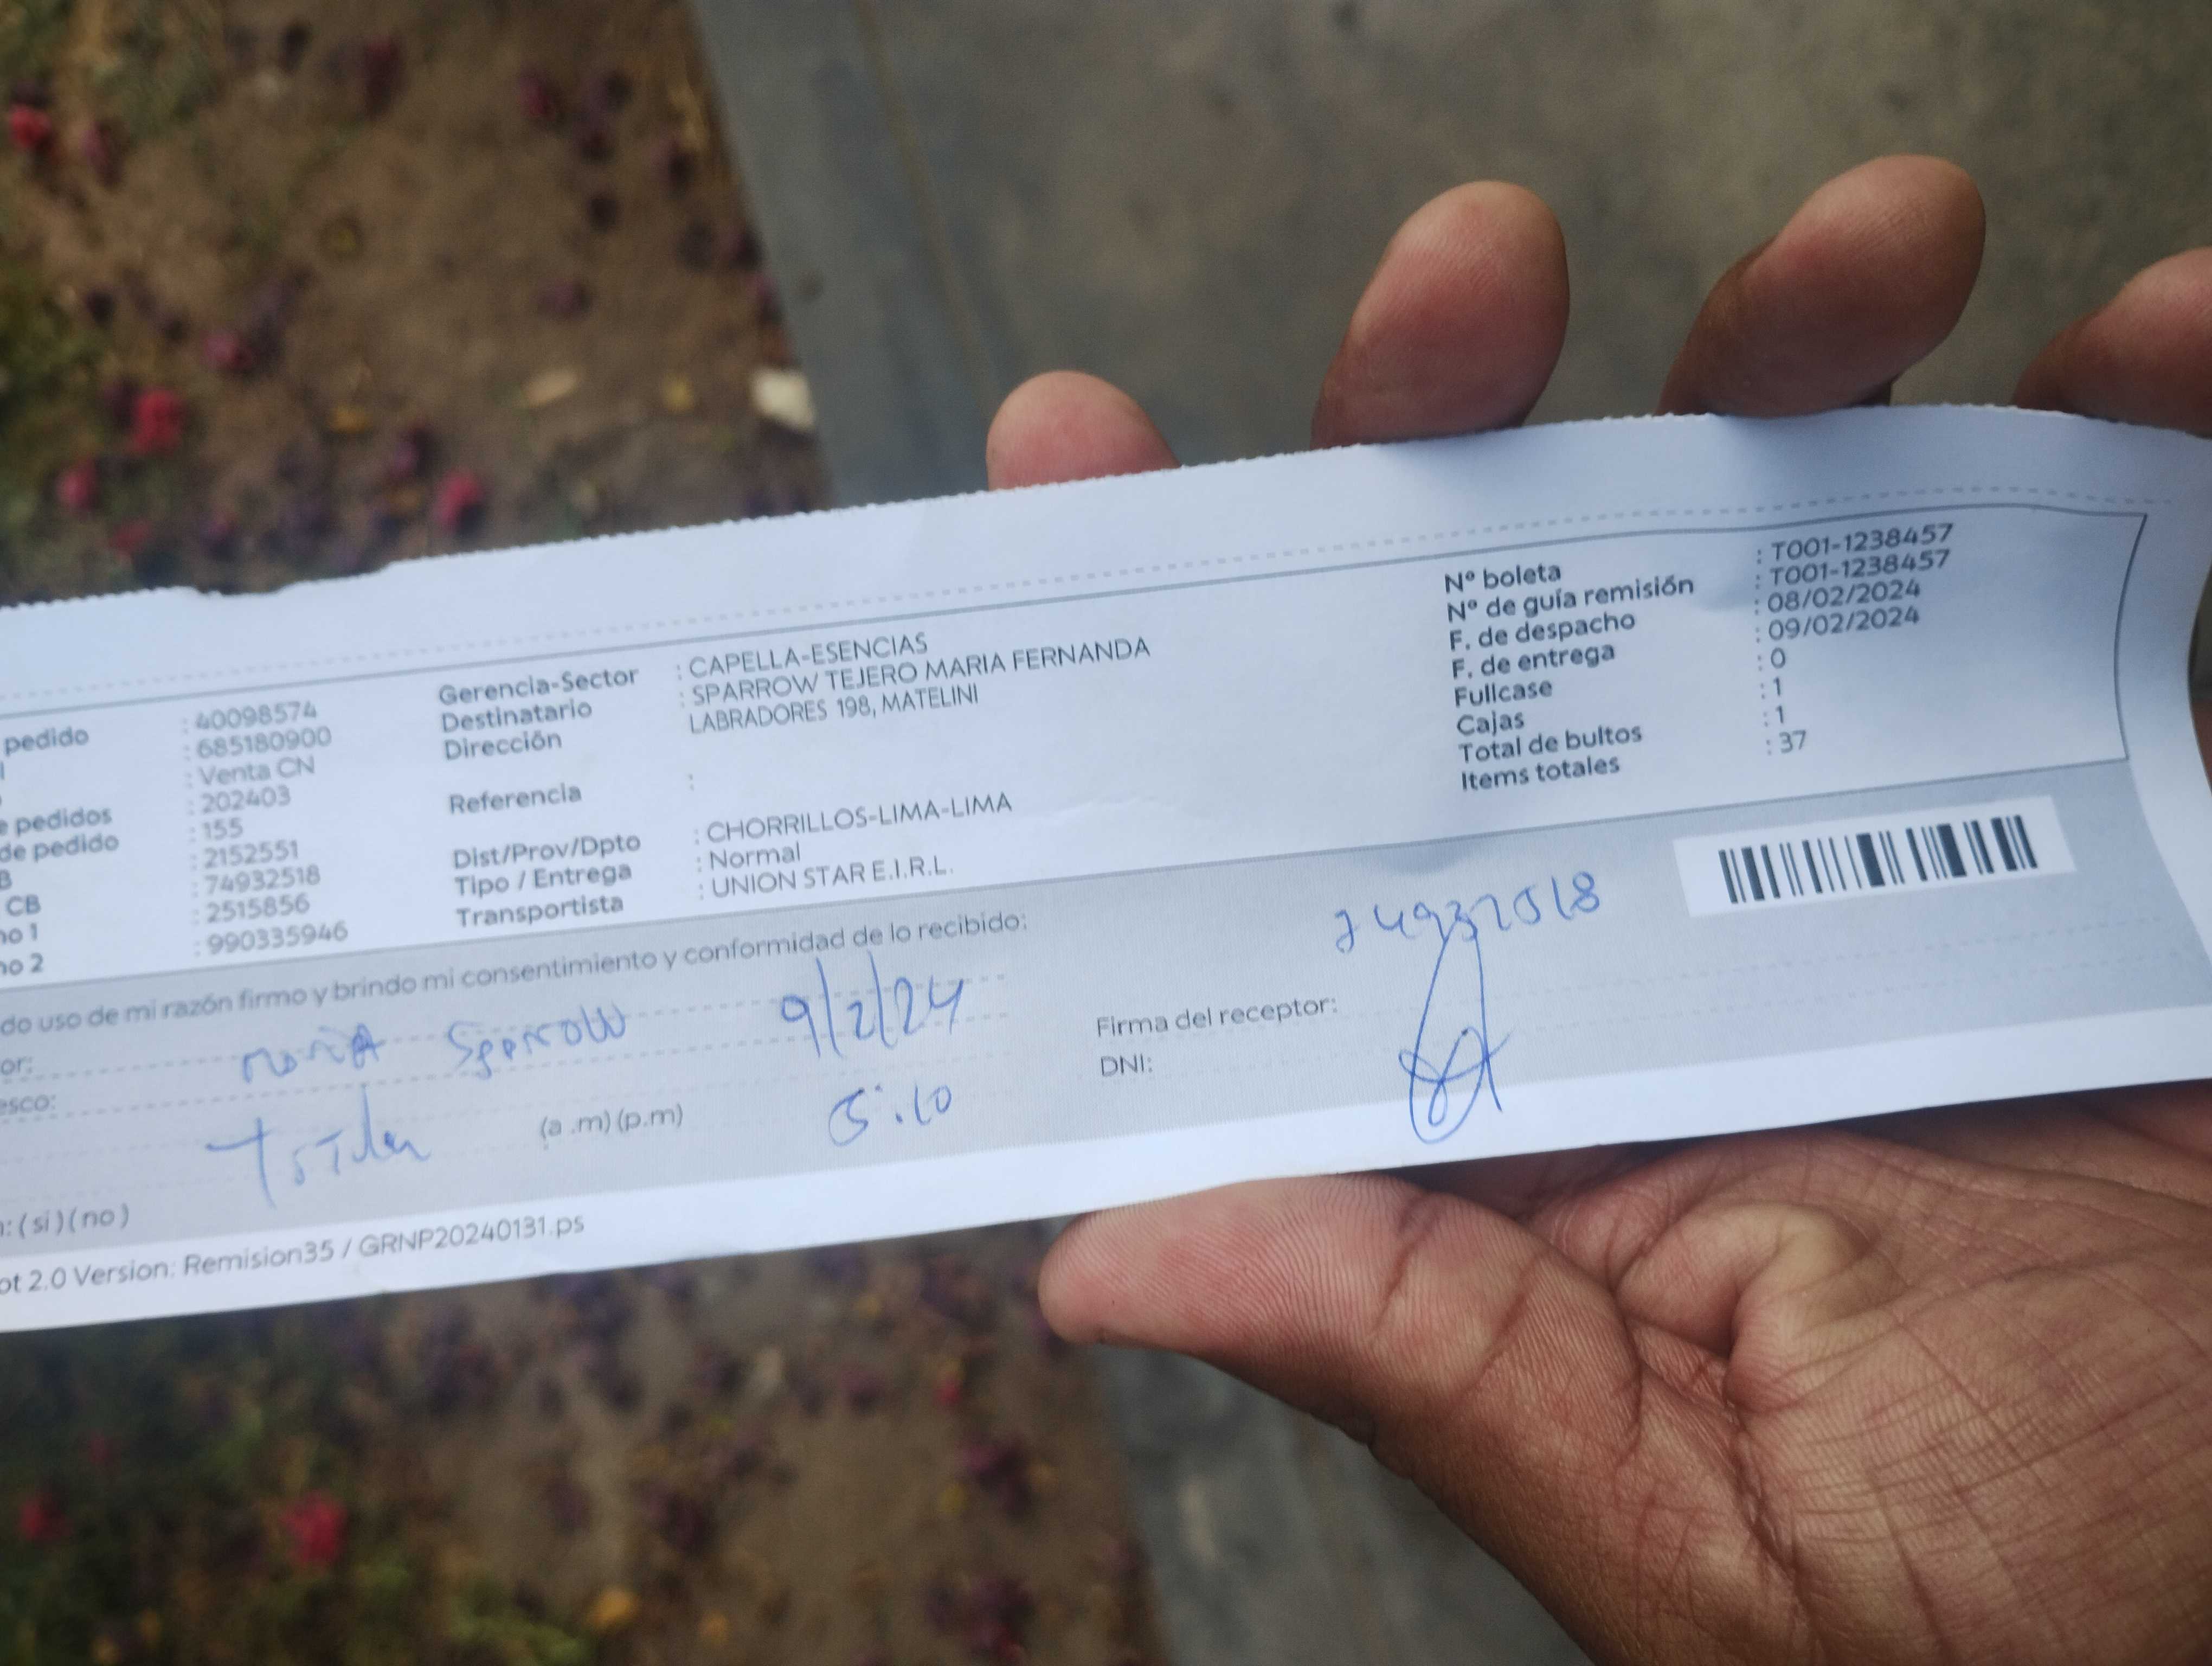 pedido : 40098574
: 685180900
: Venta CN
: 202403
pedidos : 155
de pedido : 2152551
B : 74932518
CB : 2515856
no 1 : 990335946
no 2
Gerencia-Sector : CAPELLA-ESENCIAS
Destinatario : SPARROW TEJERO MARIA FERNANDA
Dirección LABRADORES 198, MATELINI
Referencia :
Dist/Prov/Dpto : CHORRILLOS-LIMA-LIMA
Tipo / Entrega : Normal
Transportista : UNION STAR E.I.R.L.
Nº boleta : T001-1238457
Nº de guía remisión : T001-1238457
F. de despacho : 08/02/2024
F. de entrega : 09/02/2024
Fullcase : 0
Cajas : 1
Total de bultos : 1
Items totales : 37
do uso de mi razón firmo y brindo mi consentimiento y conformidad de lo recibido:
or: Sparrow 9/2/24
esco:
(a .m) (p.m) 5:10
74932518
Firma del receptor:
DNI:
: ( si ) ( no )
ot 2.0 Version: Remision35 / GRNP20240131.ps